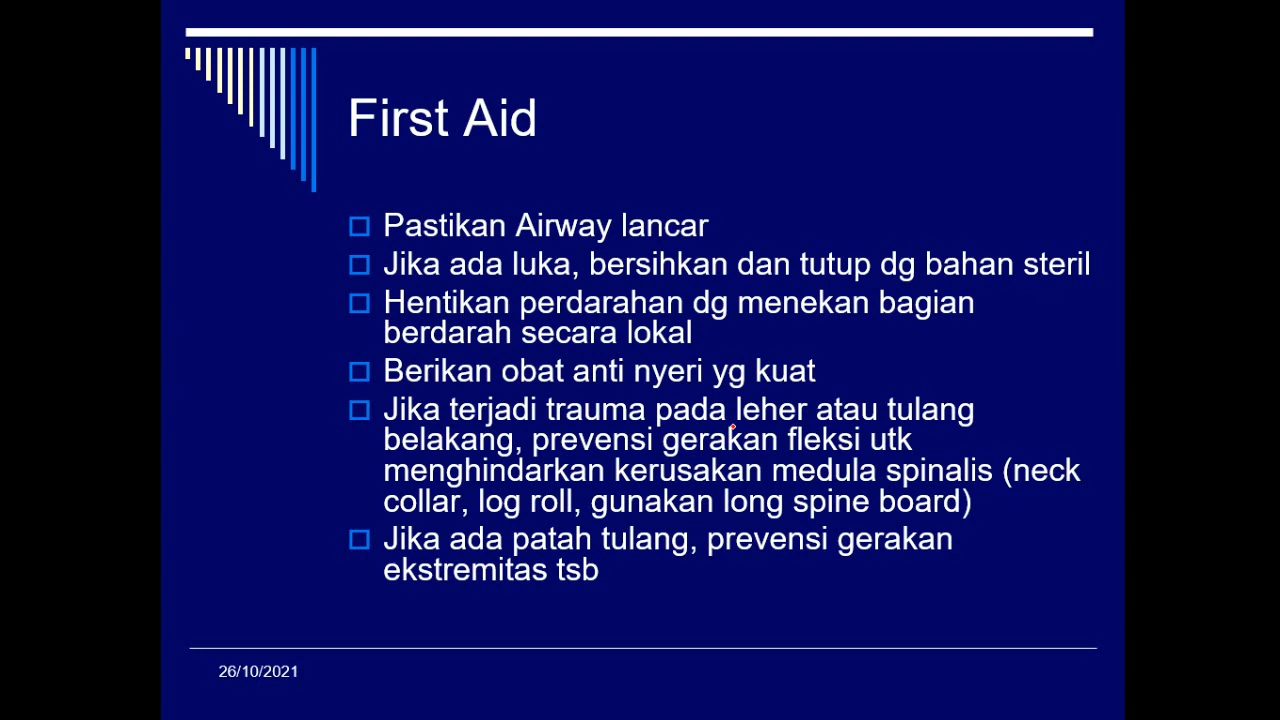 First Aid
Pastikan Airway lancar
Jika ada luka, bersihkan dan tutup dg bahan steril
Hentikan perdarahan dg menekan bagian
berdarah secara lokal
Berikan obat anti nyeri yg kuat
Jika terjadi trauma pada leher atau tulang
belakang, prevensi gerakan fleksi utk
menghindarkan kerusakan medula spinalis (neck
collar, log roll, gunakan long spine board)
Jika ada patah tulang, prevensi gerakan
ekstremitas tsb
26/10/2021